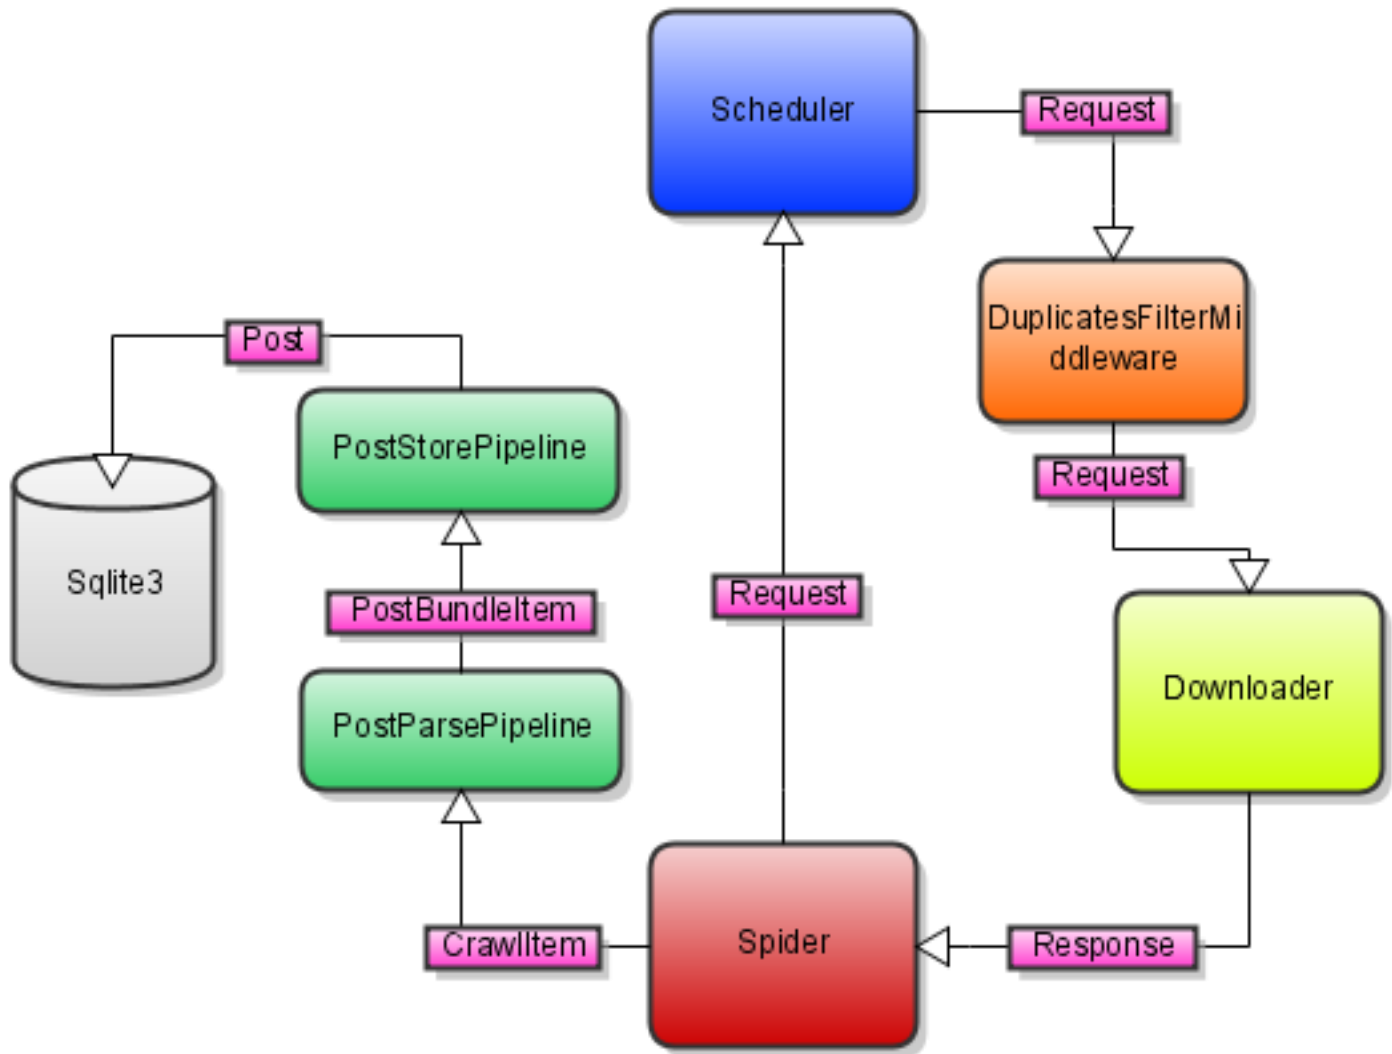 Scheduler
Request
DuplicatesFilterMi
ddleware
Post
PostStorePipeline
Request
Sqlite3
PostBundleItem
Request
Downloader
PostParsePipeline
CrawlItem
Spider
Response